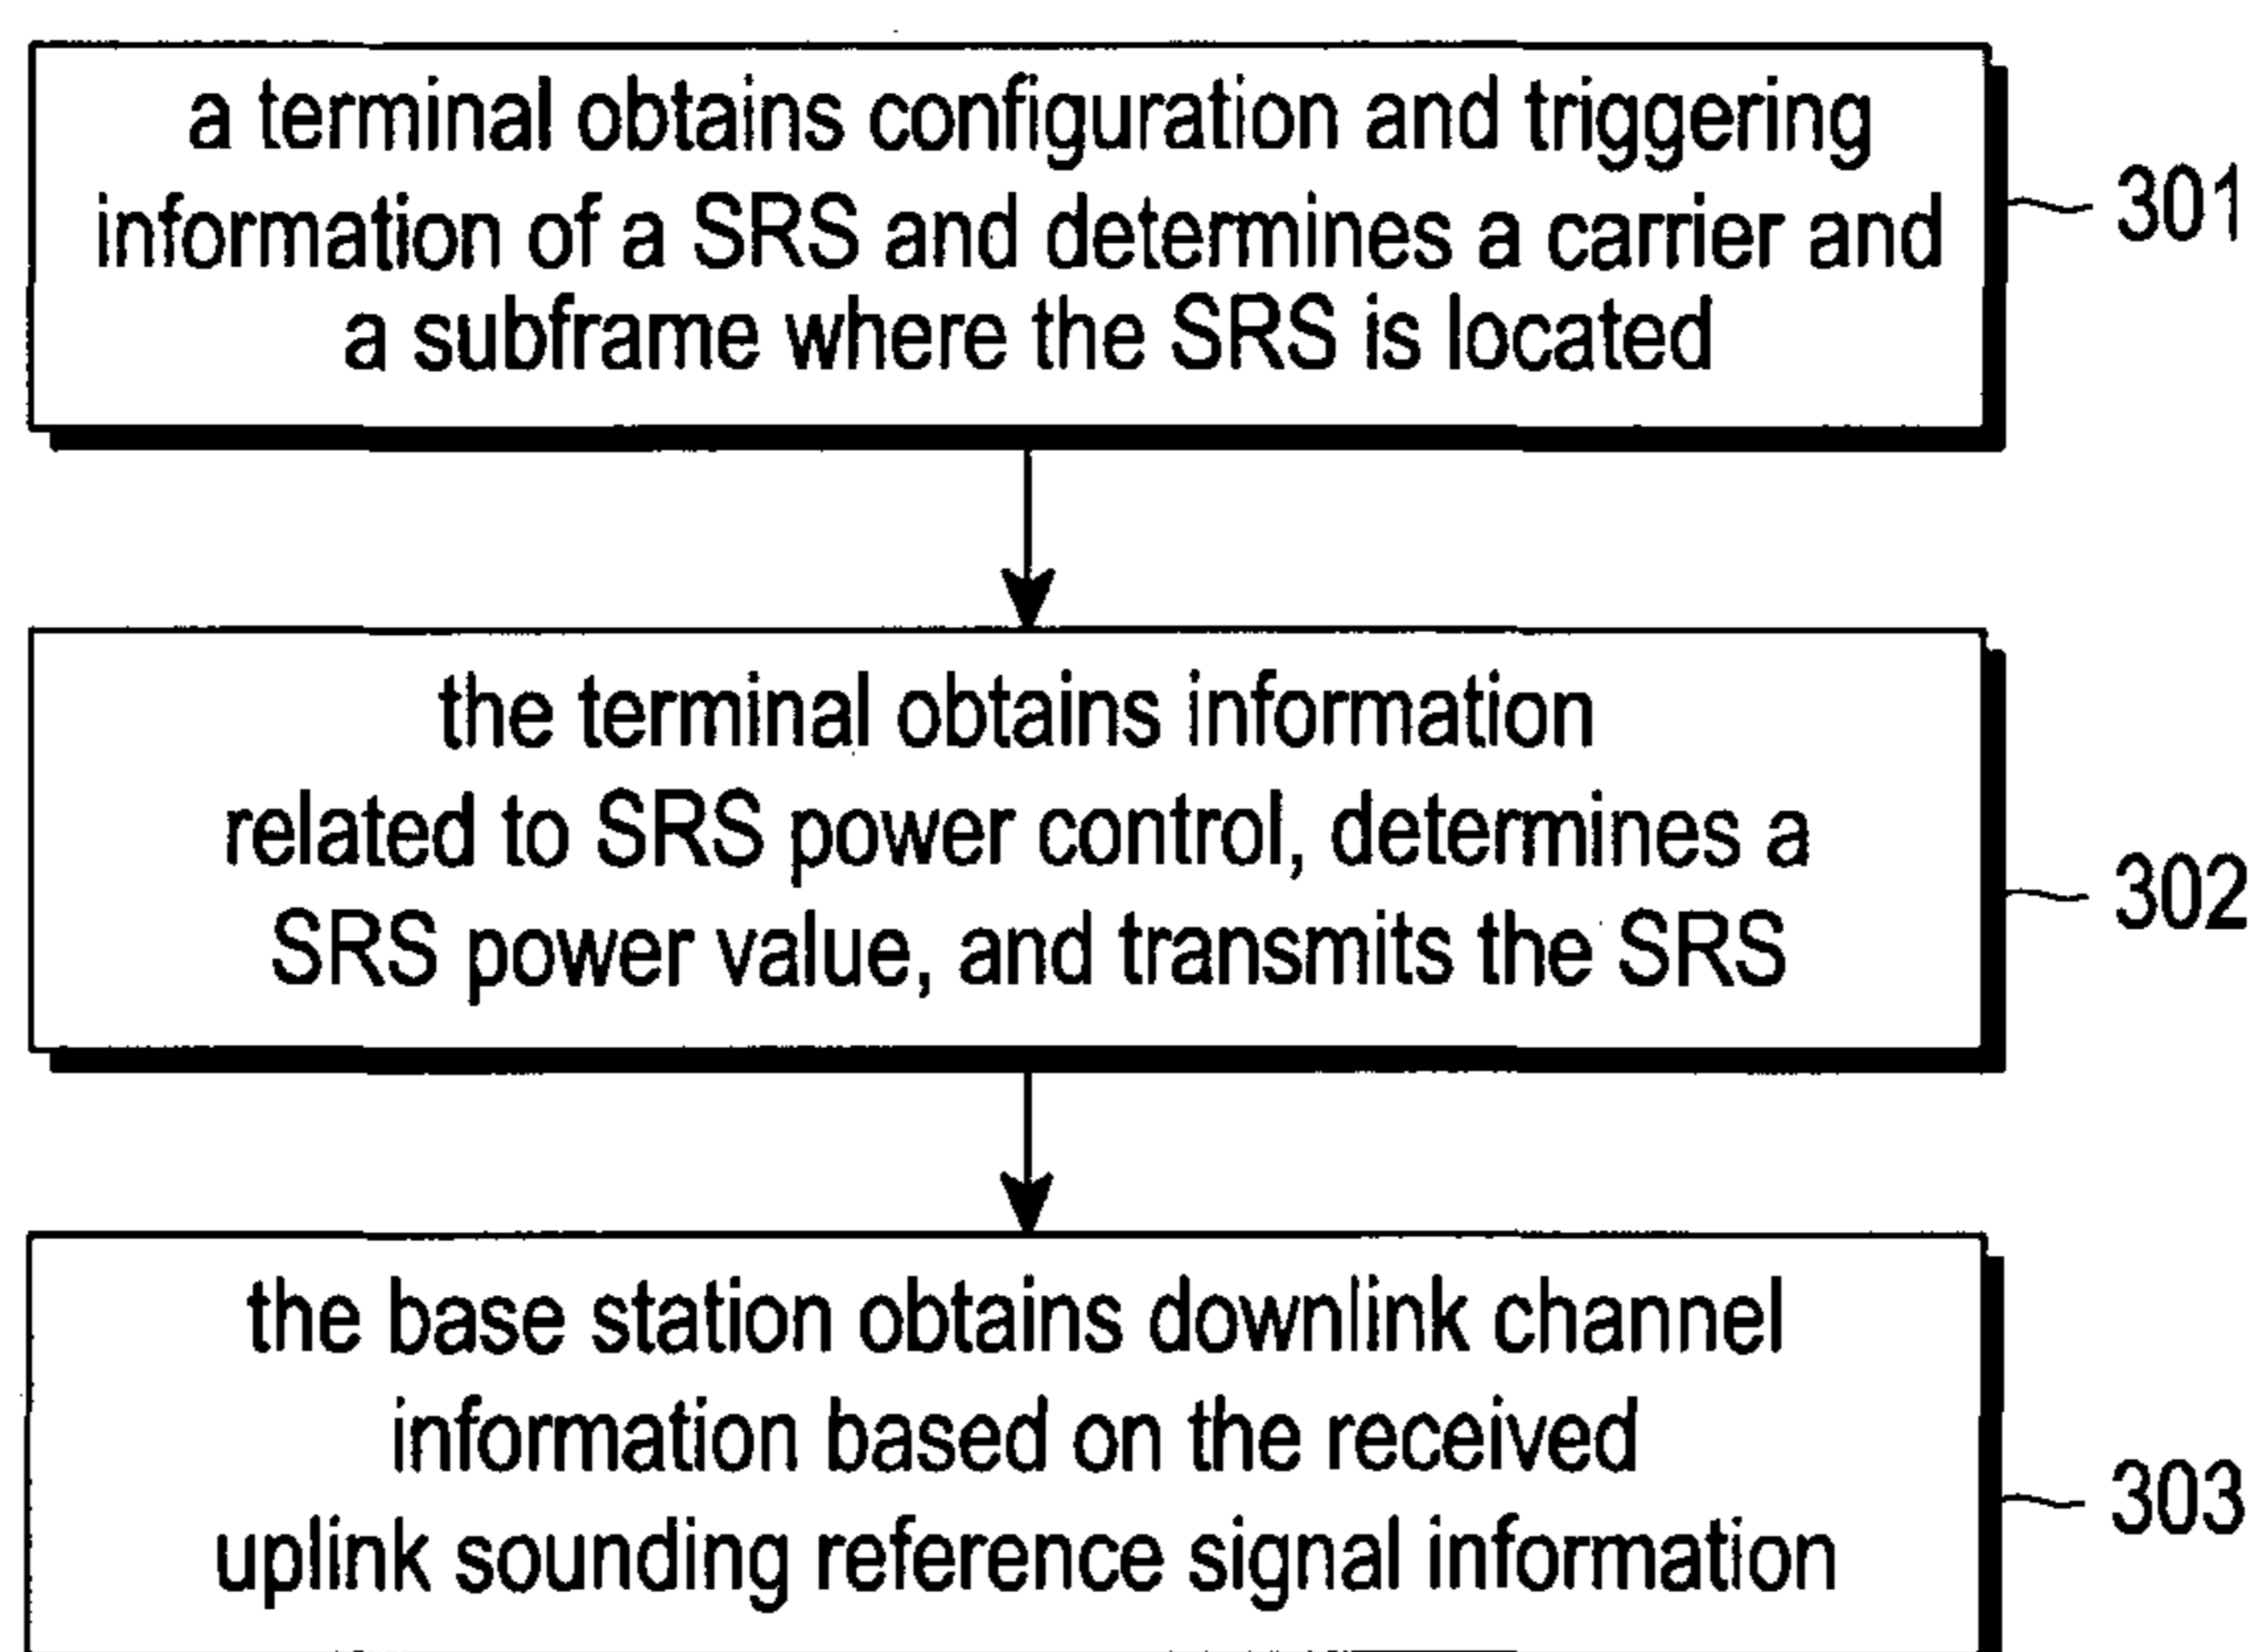 a terminal obtains configuration and triggering
information of a SRS and determines a carrier and
a subframe where the SRS is located
301
the terminal obtains information
related to SRS power control, determines a
SRS power value, and transmits the SRS
302
the base station obtains downlink channel
information based on the received
uplink sounding reference signal information
303